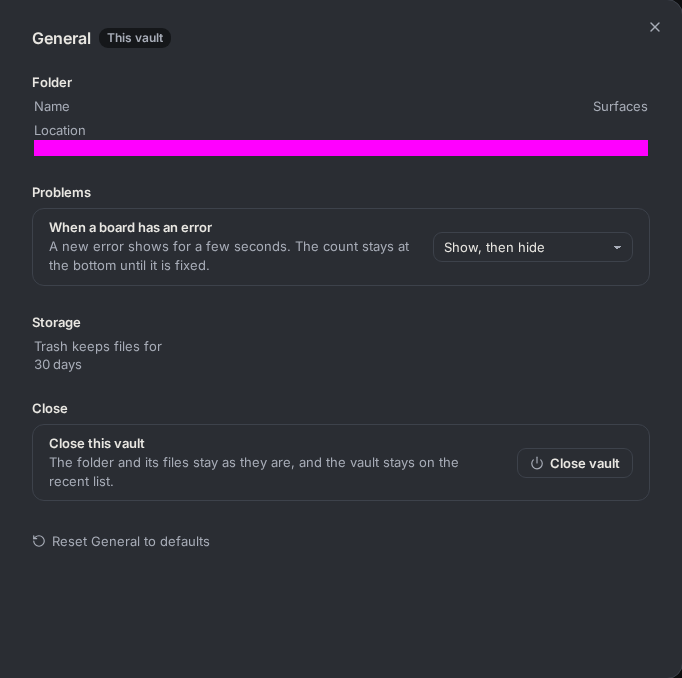 General This vault
Folder
Name Surfaces
Location
Problems
When a board has an error
A new error shows for a few seconds. The count stays at
the bottom until it is fixed.
Show, then hide
Storage
Trash keeps files for
30 days
Close
Close this vault
The folder and its files stay as they are, and the vault stays on the
recent list.
Close vault
Reset General to defaults